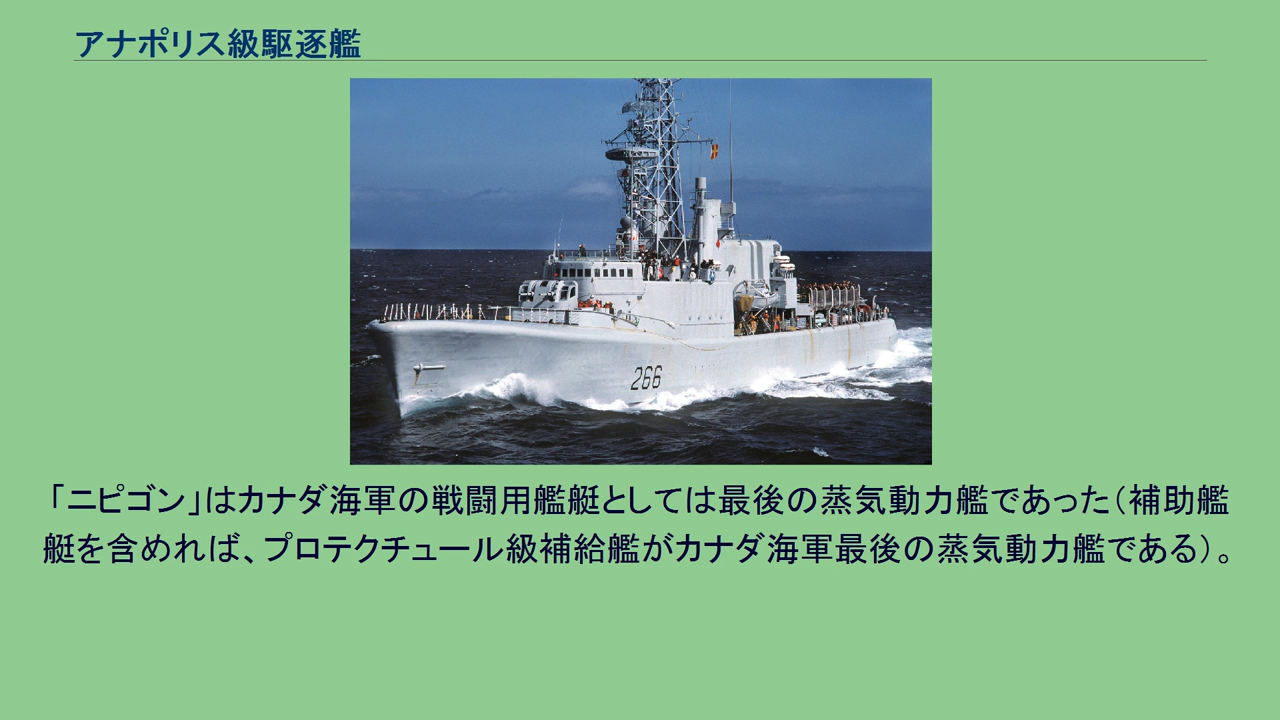 アナポリス級駆逐艦
266
「ニピゴン」はカナダ海軍の戦闘用艦艇としては最後の蒸気動力艦であった（補助艦
艇を含めれば、プロテクチュール級補給艦がカナダ海軍最後の蒸気動力艦である）。